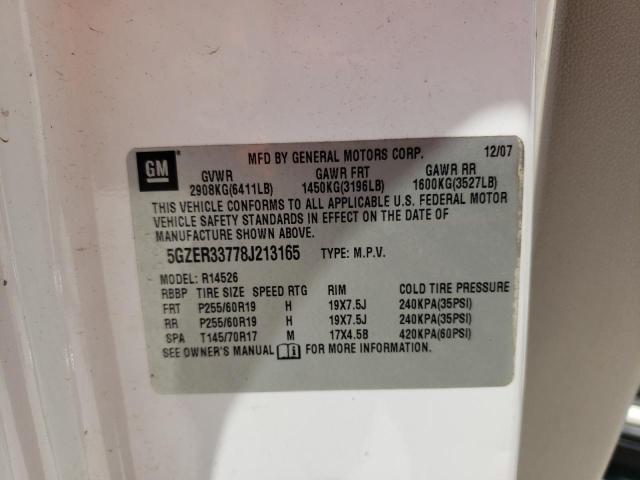 GM
MFD BY GENERAL MOTORS CORP. 12/07
GVWR GAWR FRT GAWR RR
2908KG(6411LB) 1450KG(3196LB) 1600KG(3527LB)
THIS VEHICLE CONFORMS TO ALL APPLICABLE U.S. FEDERAL MOTOR
VEHICLE SAFETY STANDARDS IN EFFECT ON THE DATE OF
MANUFACTURE SHOWN ABOVE.
5GZER33778J213165 TYPE: M.P.V.
MODEL: R14526
RBBP TIRE SIZE SPEED RTG RIM COLD TIRE PRESSURE
FRT P255/60R19 H 19X7.5J 240KPA(35PSI)
RR P255/60R19 H 19X7.5J 240KPA(35PSI)
SPA T145/70R17 M 17X4.5B 420KPA(60PSI)
SEE OWNER'S MANUAL FOR MORE INFORMATION.